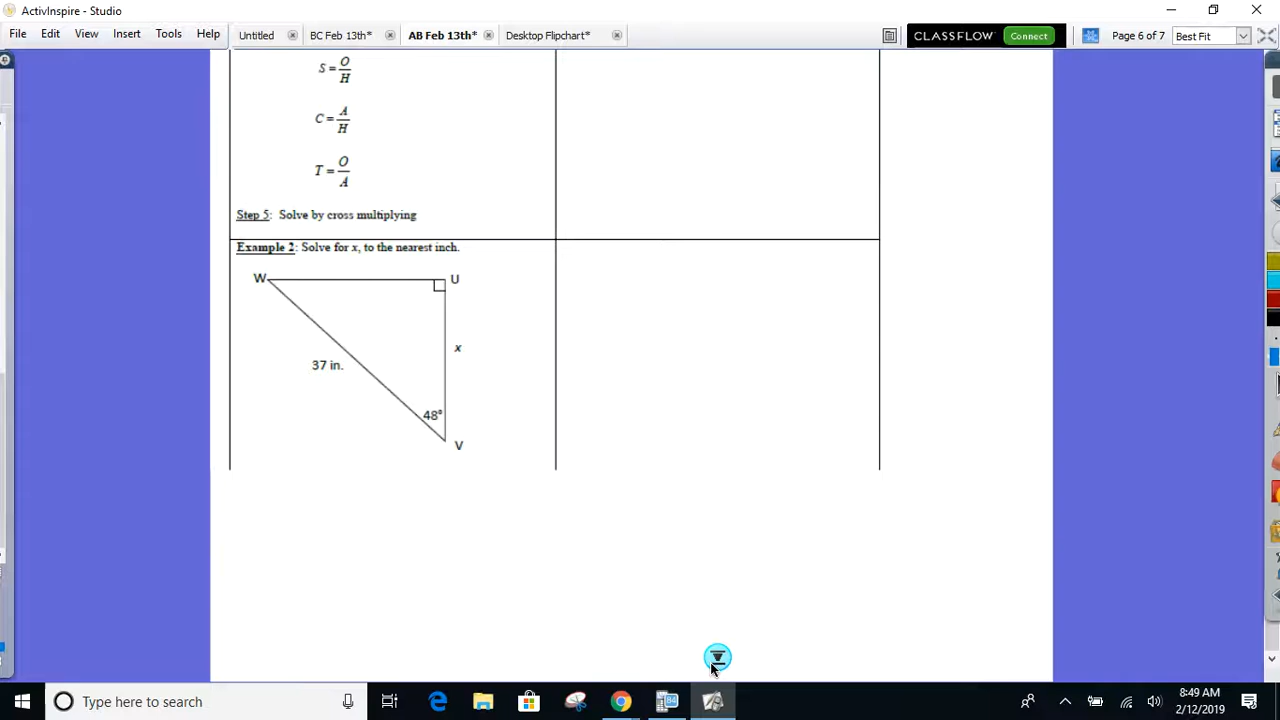 ActivInspire - Studio
File Edit View Insert Tools Help Untitled BC Feb 13th* AB Feb 13th* Desktop Flipchart* CLASSFLOW Connect Page 6 of 7 Best Fit
S = O/H
C = A/H
T = O/A
Step 5: Solve by cross multiplying
Example 2: Solve for x, to the nearest inch.
W U
x
37 in.
48°
V
Type here to search
8:49 AM
2/12/2019